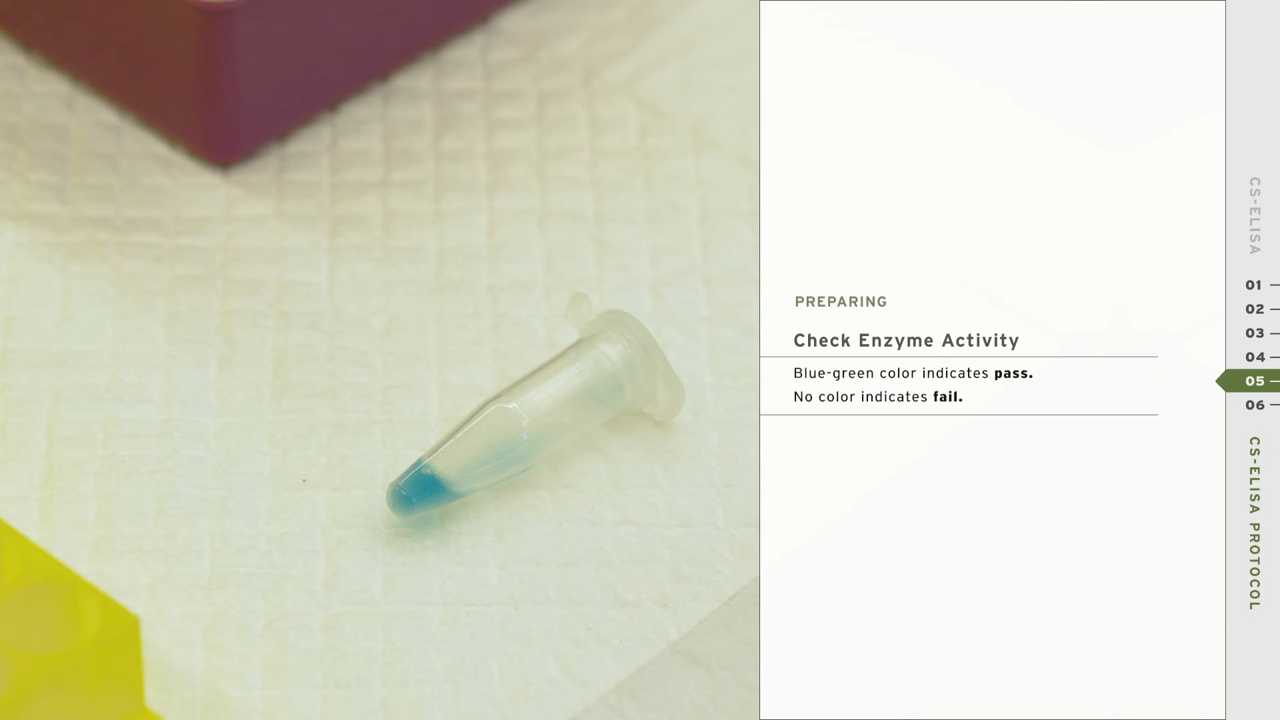 PREPARING
Check Enzyme Activity
Blue-green color indicates pass.
No color indicates fail.
CS-ELISA
01
02
03
04
05
06
CS-ELISA PROTOCOL